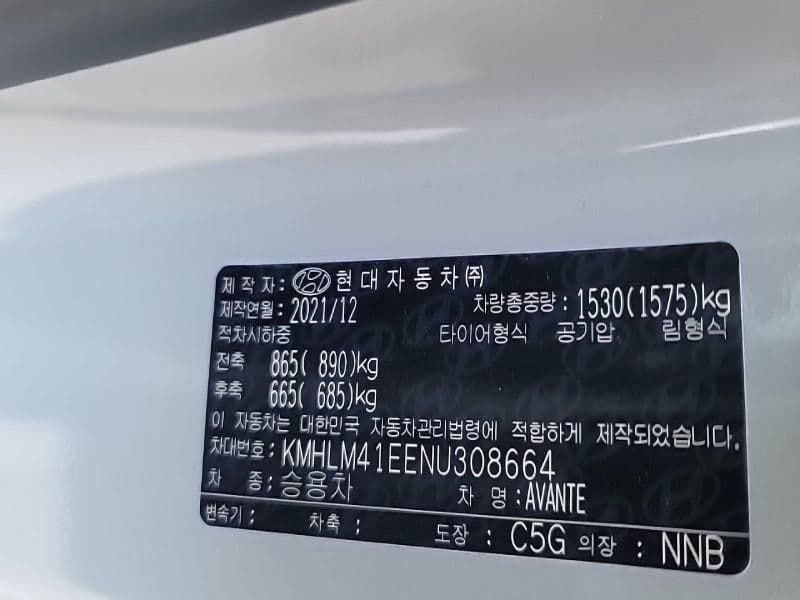 제작자: 현대자동차㈜
제작연월: 2021/12 차량총중량: 1530(1575)kg
적차시하중 타이어형식 공기압 림형식
전축 865( 890)kg
후축 665( 685)kg
이 자동차는 대한민국 자동차관리법령에 적합하게 제작되었습니다.
차대번호: KMHLM41EENU308664
차 종: 승용차 차 명: AVANTE
변속기: 차축: 도장: C5G 의장: NNB